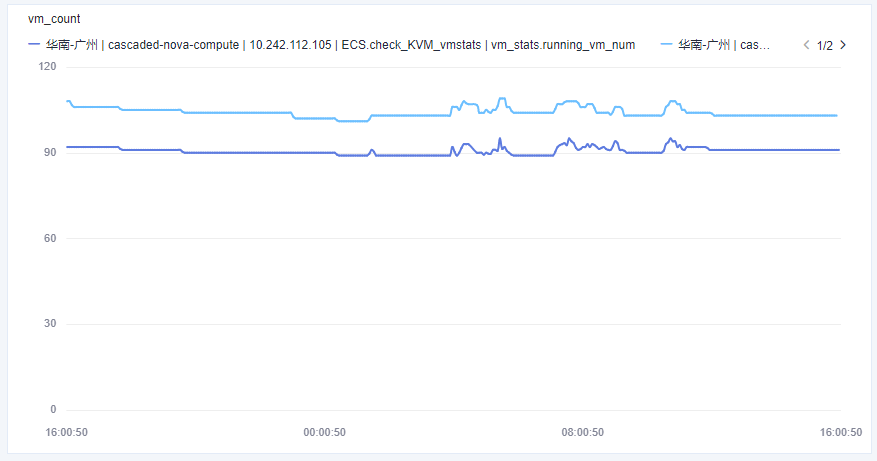 vm_count
华南-广州 | cascaded-nova-compute | 10.242.112.105 | ECS.check_KVM_vmstats | vm_stats.running_vm_num 华南-广州 | cas... 1/2
120
90
60
30
0
16:00:50 00:00:50 08:00:50 16:00:50